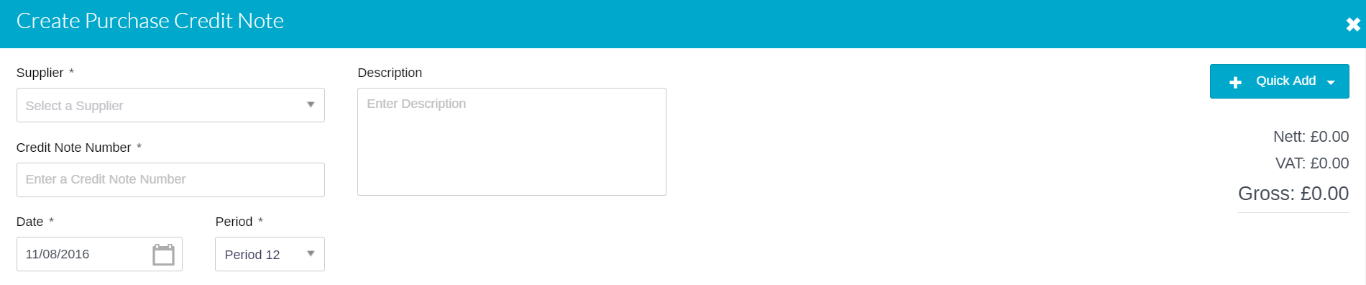 Create Purchase Credit Note
Supplier *
Select a Supplier
Credit Note Number *
Enter a Credit Note Number
Date *
11/08/2016
Period *
Period 12
Description
Enter Description
Quick Add
Nett: £0.00
VAT: £0.00
Gross: £0.00